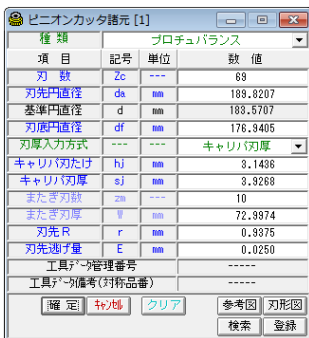 ピニオンカッタ諸元 [1]
種 類 プロチュバランス
項 目 記号 単位 数 値
刃 数 Zc --- 69
刃先円直径 da mm 189.8207
基準円直径 d mm 183.5707
刃底円直径 df mm 176.9405
刃厚入力方式 --- --- キャリパ刃厚
キャリパ刃たけ hj mm 3.1436
キャリパ刃厚 sj mm 3.9268
またぎ刃数 zm --- 10
またぎ刃厚 W mm 72.9974
刃先R r mm 0.9375
刃先逃げ量 E mm 0.0250
工具データ管理番号 -----
工具データ備考(対称品番) -----
確 定 キャンセル クリア 参考図 刃形図
検索 登録